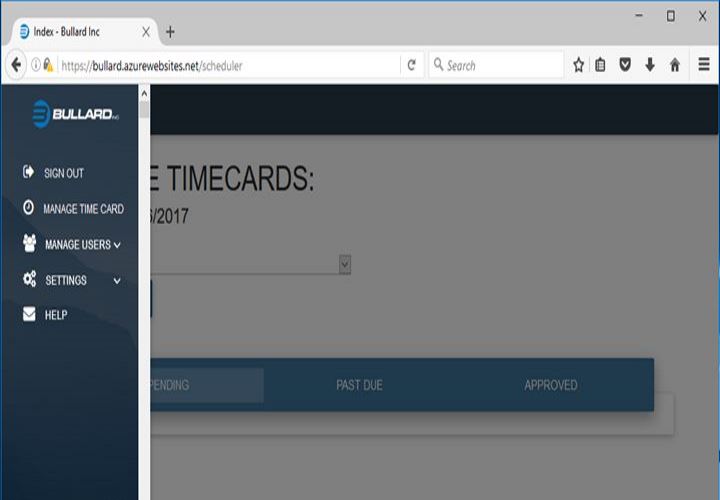 Index - Bullard Inc
https://bullard.azurewebsites.net/scheduler
Search
BULLARD INC
SIGN OUT
E TIMECARDS:
MANAGE TIME CARD
6/2017
MANAGE USERS
SETTINGS
HELP
PENDING
PAST DUE
APPROVED